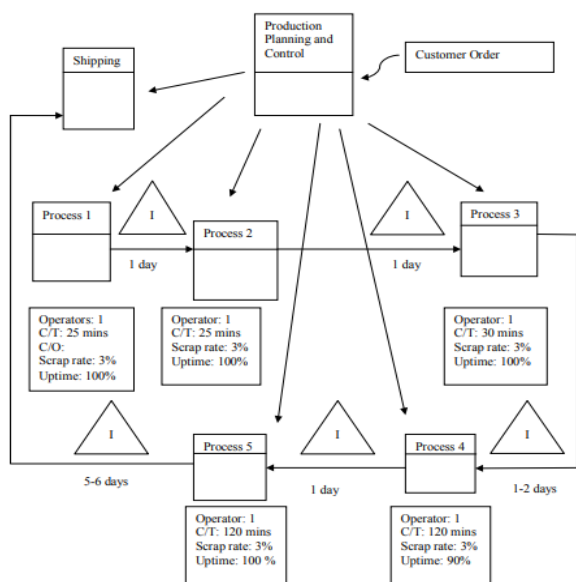 Production
Planning and
Control
Customer Order
Shipping
Process 1
I
Process 2
I
Process 3
1 day
1 day
Operators: 1
C/T: 25 mins
C/O:
Scrap rate: 3%
Uptime: 100%
Operator: 1
C/T: 25 mins
Scrap rate: 3%
Uptime: 100%
Operator: 1
C/T: 30 mins
Scrap rate: 3%
Uptime: 100%
I
Process 5
I
Process 4
I
5-6 days
1 day
1-2 days
Operator: 1
C/T: 120 mins
Scrap rate: 3%
Uptime: 100 %
Operator: 1
C/T: 120 mins
Scrap rate: 3%
Uptime: 90%